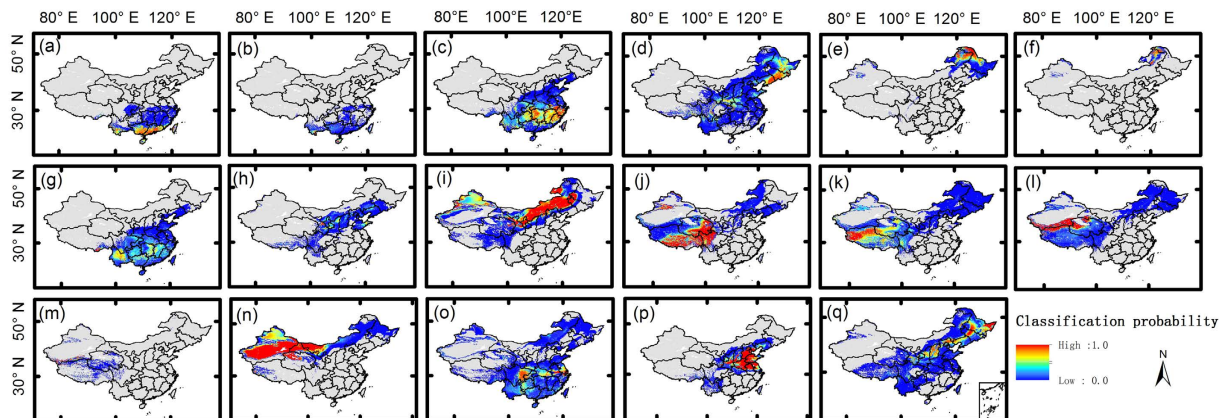 80° E 100° E 120° E 80° E 100° E 120° E 80° E 100° E 120° E 80° E 100° E 120° E 80° E 100° E 120° E 80° E 100° E 120° E
50° N
30° N
(a) (b) (c) (d) (e) (f)
50° N
30° N
(g) (h) (i) (j) (k) (l)
50° N
30° N
(m) (n) (o) (p) (q)
Classification probability
High :1.0
Low : 0.0
N